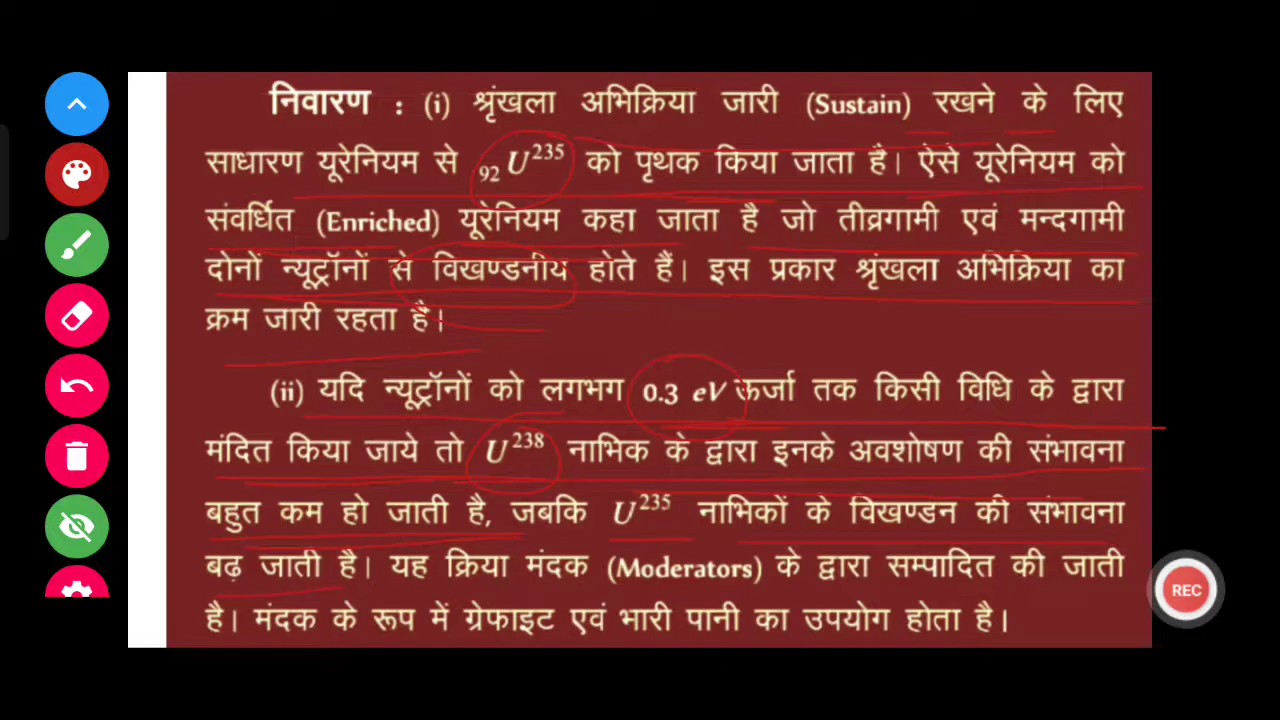 निवारण : (i) श्रृंखला अभिक्रिया जारी (Sustain) रखने के लिए
साधारण यूरेनियम से ₉₂U²³⁵ को पृथक किया जाता है। ऐसे यूरेनियम को
संवर्धित (Enriched) यूरेनियम कहा जाता है जो तीव्रगामी एवं मन्दगामी
दोनों न्यूट्रॉनों से विखण्डनीय होते हैं। इस प्रकार श्रृंखला अभिक्रिया का
क्रम जारी रहता है।
(ii) यदि न्यूट्रॉनों को लगभग 0.3 eV ऊर्जा तक किसी विधि के द्वारा
मंदित किया जाये तो U²³⁸ नाभिक के द्वारा इनके अवशोषण की संभावना
बहुत कम हो जाती है, जबकि U²³⁵ नाभिकों के विखण्डन की संभावना
बढ़ जाती है। यह क्रिया मंदक (Moderators) के द्वारा सम्पादित की जाती
है। मंदक के रूप में ग्रेफाइट एवं भारी पानी का उपयोग होता है।
REC